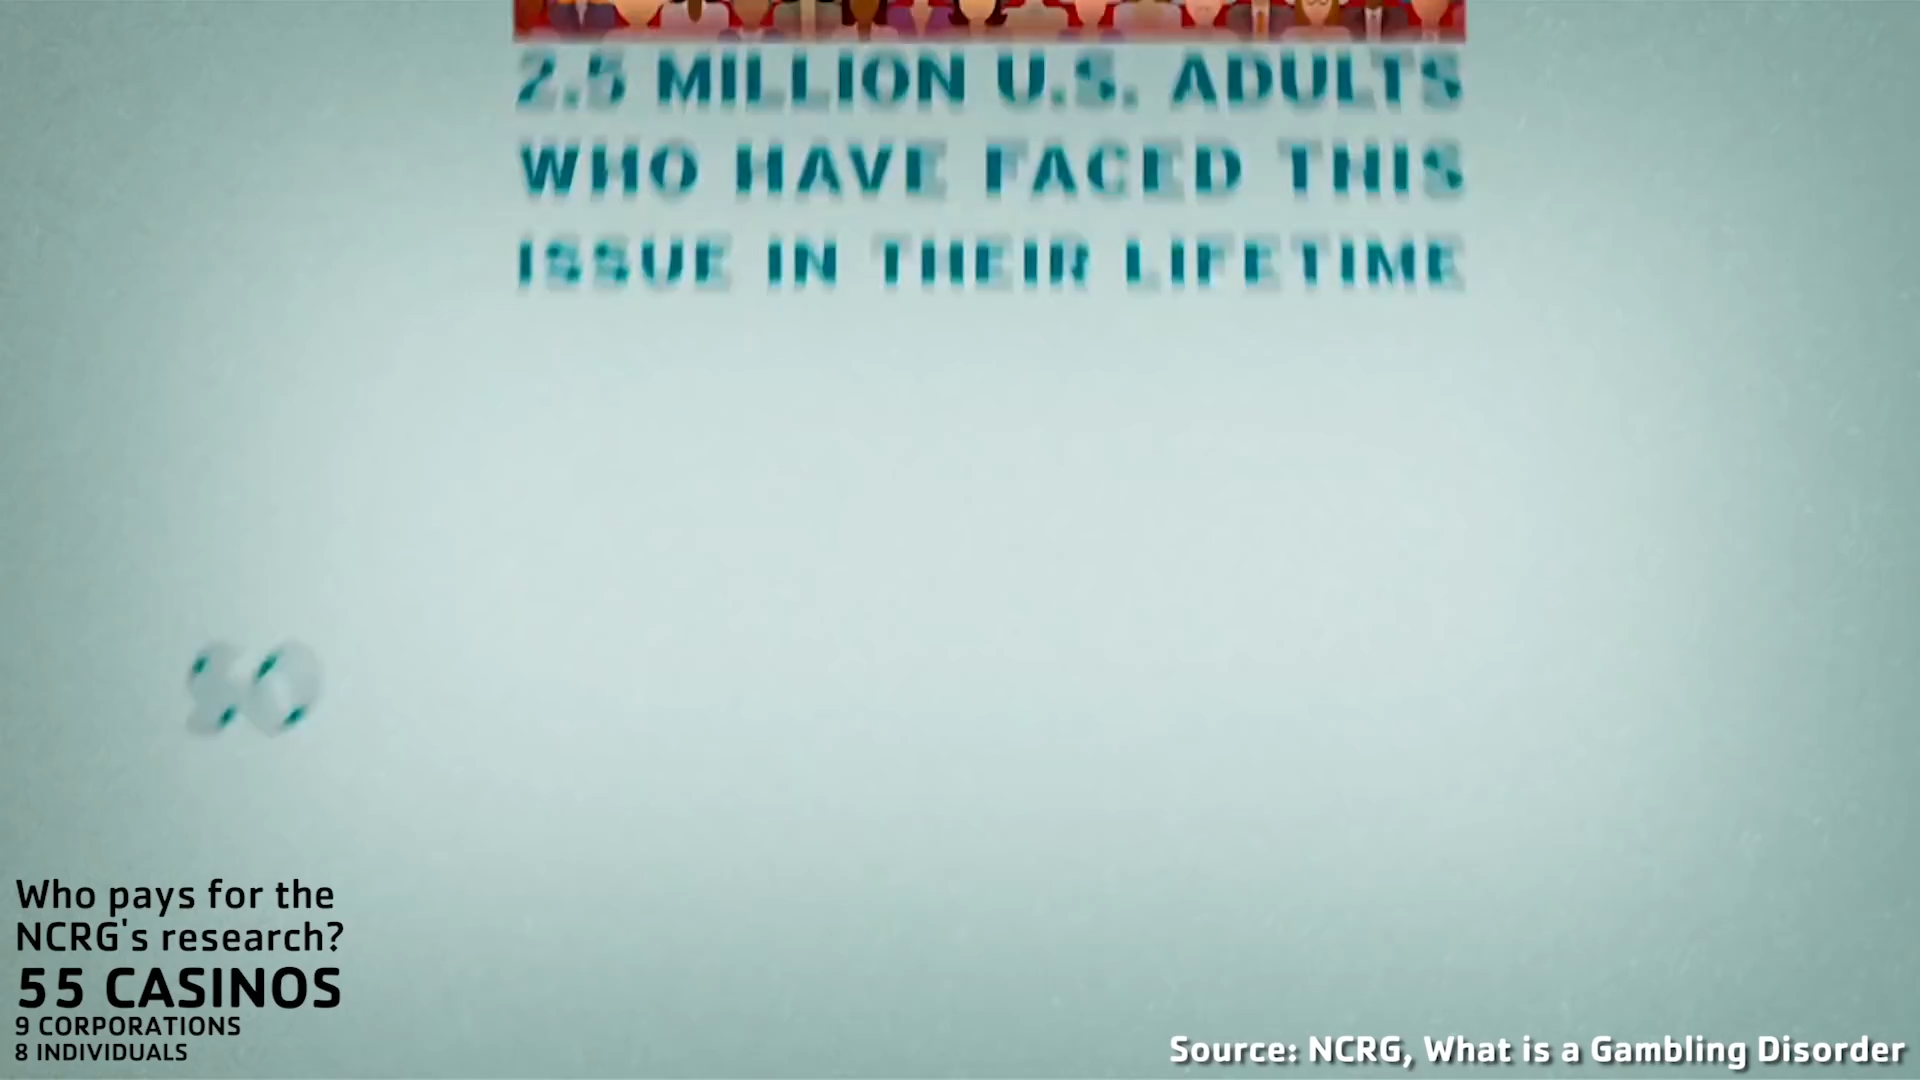 2.5 MILLION U.S. ADULTS
WHO HAVE FACED THIS
ISSUE IN THEIR LIFETIME
Who pays for the
NCRG's research?
55 CASINOS
9 CORPORATIONS
8 INDIVIDUALS
Source: NCRG, What is a Gambling Disorder